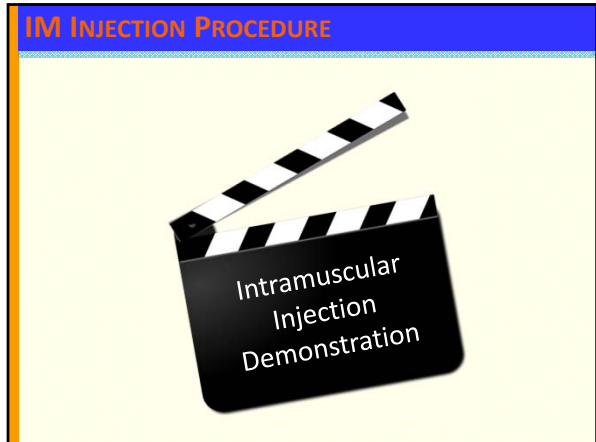 IM INJECTION PROCEDURE
Intramuscular
Injection
Demonstration